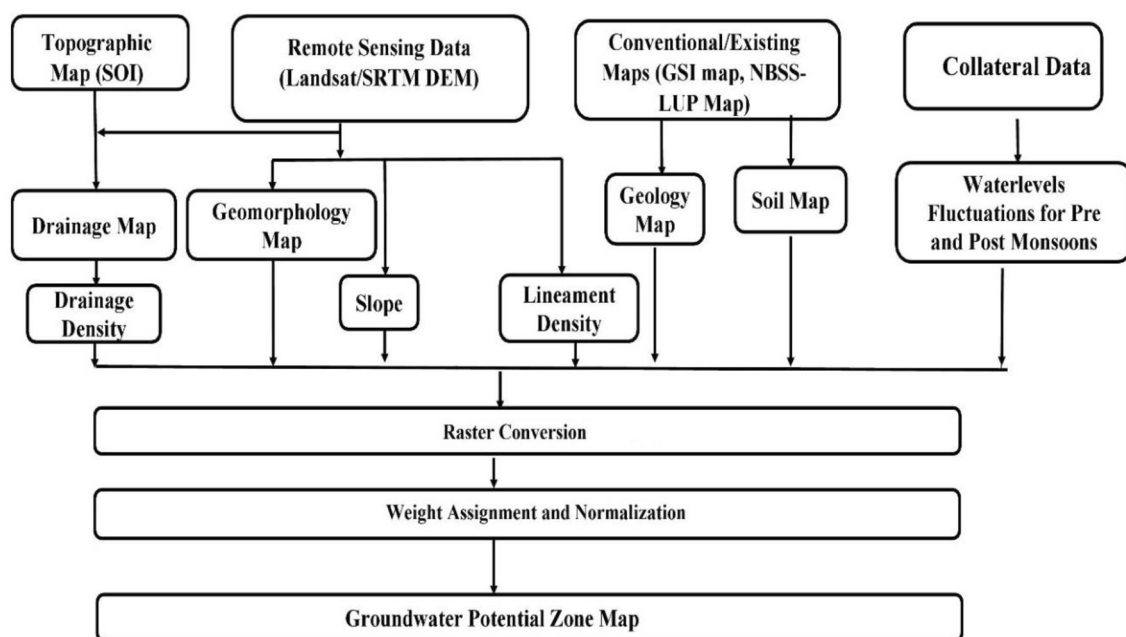 Topographic
Map (SOI)
Remote Sensing Data
(Landsat/SRTM DEM)
Conventional/Existing
Maps (GSI map, NBSS-
LUP Map)
Collateral Data
Drainage Map
Geomorphology
Map
Geology
Map
Soil Map
Waterlevels
Fluctuations for Pre
and Post Monsoons
Drainage
Density
Slope
Lineament
Density
Raster Conversion
Weight Assignment and Normalization
Groundwater Potential Zone Map